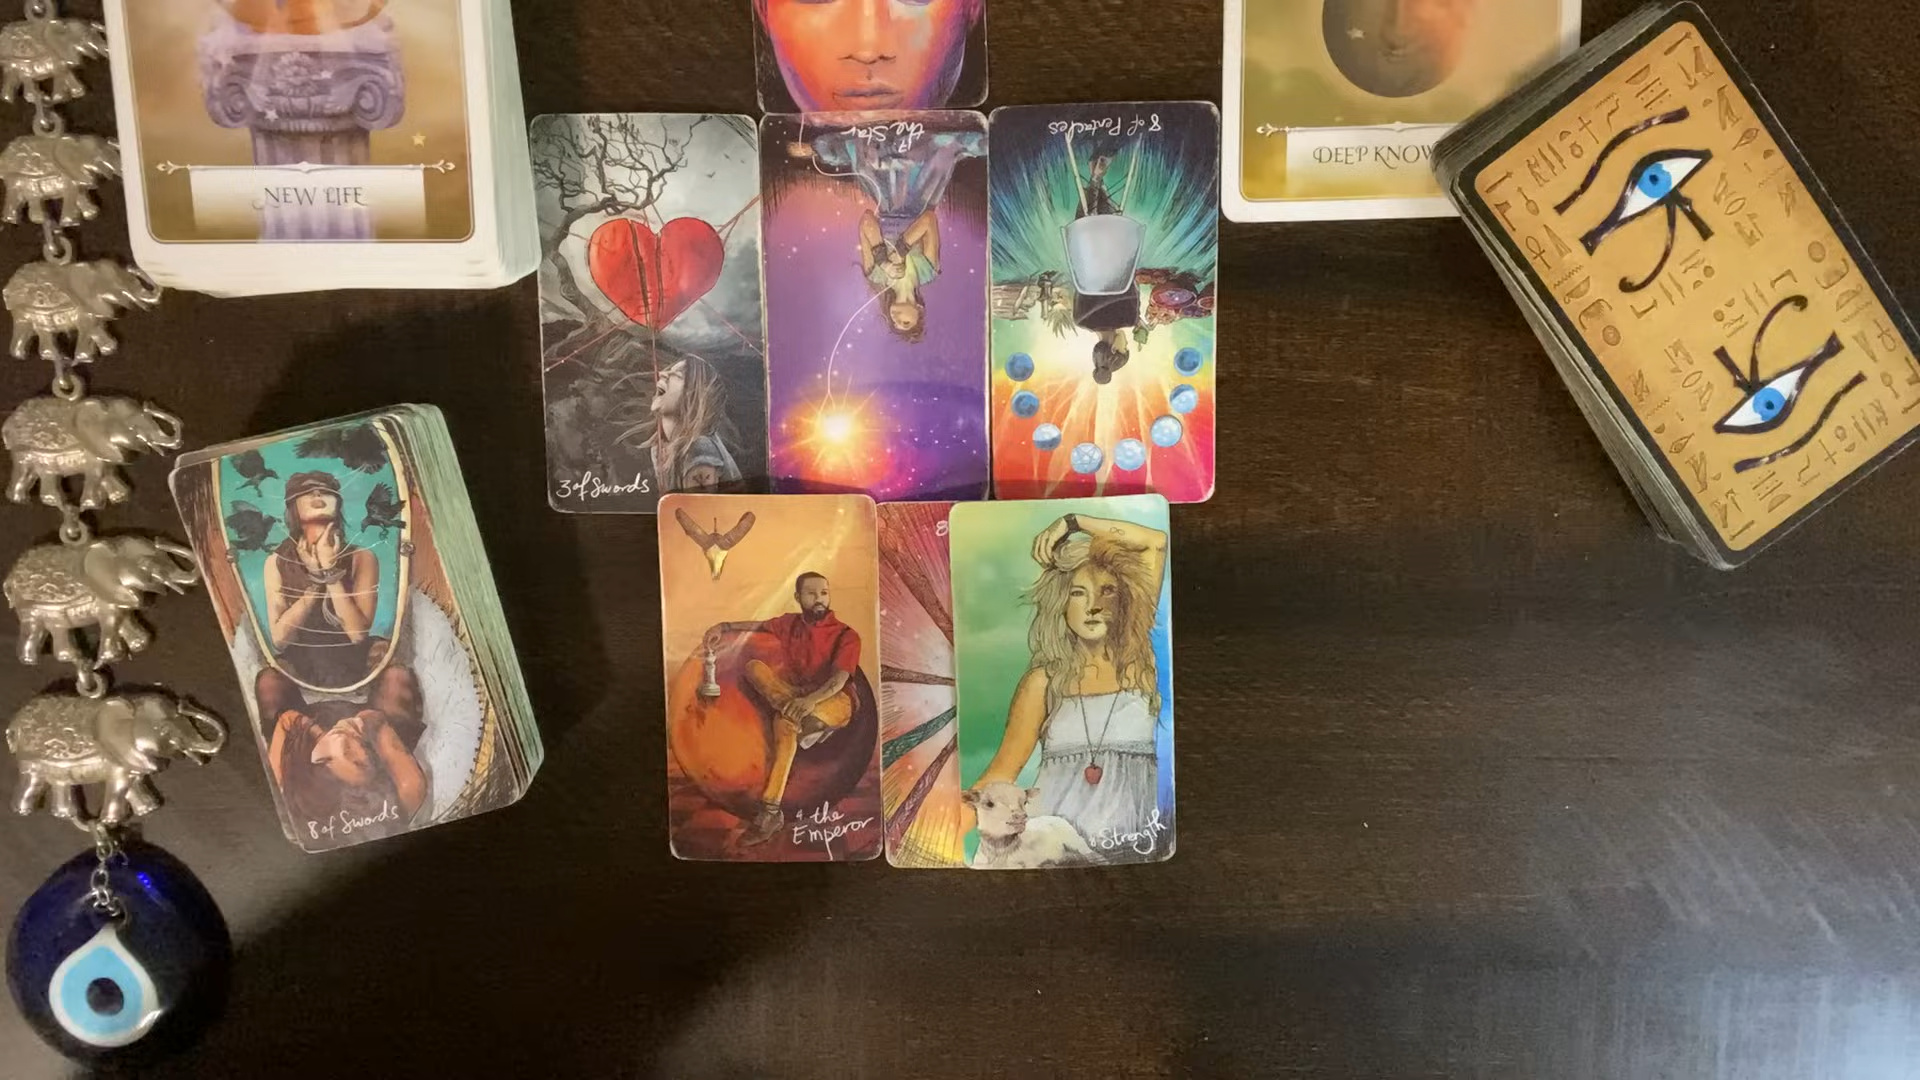 NEW LIFE
DEEP KNOW
17
the Star
8 of Pentacles
3 of Swords
8
4 the
Emperor
8 Strength
8 of Swords